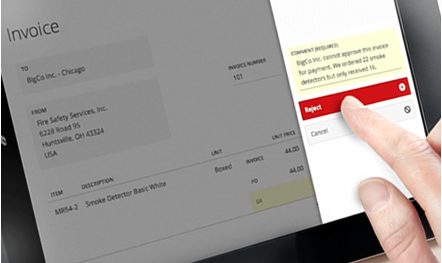 Invoice
TO
BigCo Inc. - Chicago
INVOICE NUMBER
101
FROM
Fire Safety Services, Inc.
6228 Road 95
Huntsville, OH 43324
USA
ITEM DESCRIPTION UNIT UNIT PRICE
MR54-2 Smoke Detector Basic White Boxed INVOICE 44.00
PO 44.00
GR
COMMENT (REQUIRED)
BigCo Inc. cannot approve this invoice
for payment. We ordered 22 smoke
detectors but only received 16.
Reject
Cancel